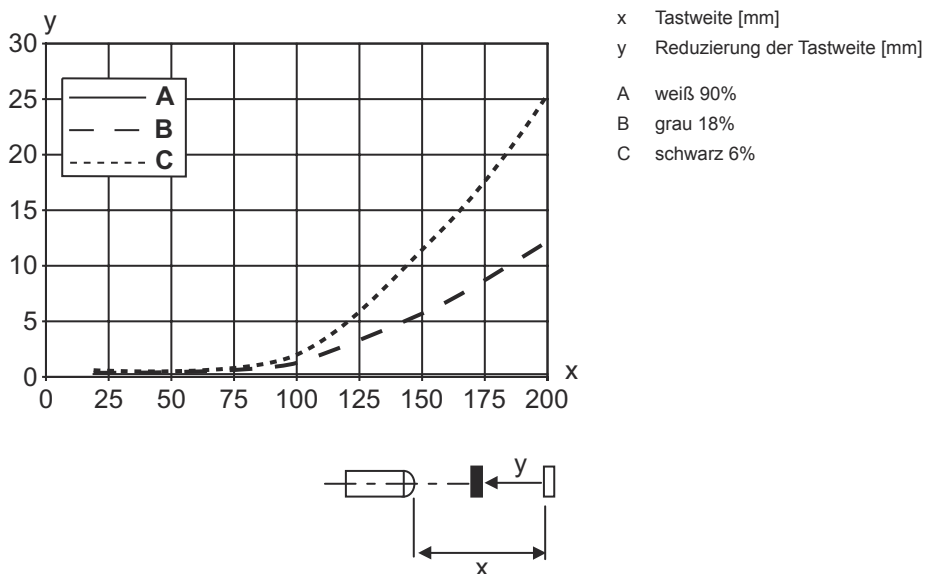 y
30
25
20
15
10
5
0
A
B
C
x
0 25 50 75 100 125 150 175 200
x Tastweite [mm]
y Reduzierung der Tastweite [mm]
A weiß 90%
B grau 18%
C schwarz 6%
y
x